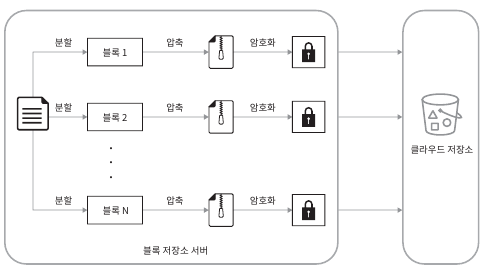 분할
압축
암호화
블록 1
분할
압축
암호화
블록 2
클라우드 저장소
분할
압축
암호화
블록 N
블록 저장소 서버